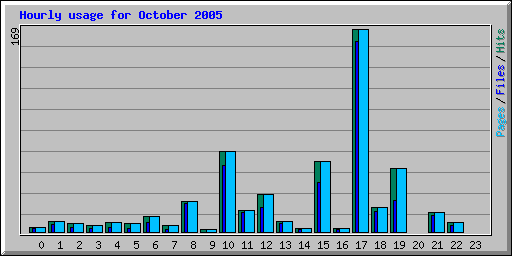 Hourly usage for October 2005
169
Pages/Files/Hits
0 1 2 3 4 5 6 7 8 9 10 11 12 13 14 15 16 17 18 19 20 21 22 23